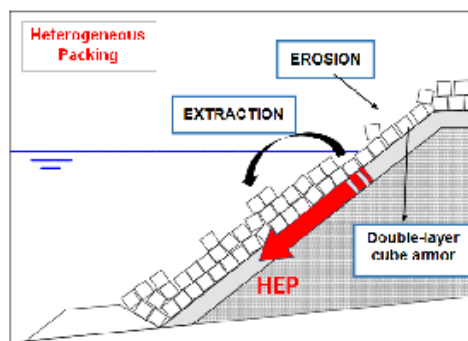 Heterogeneous
Packing
EROSION
EXTRACTION
Double-layer
cube armor
HEP